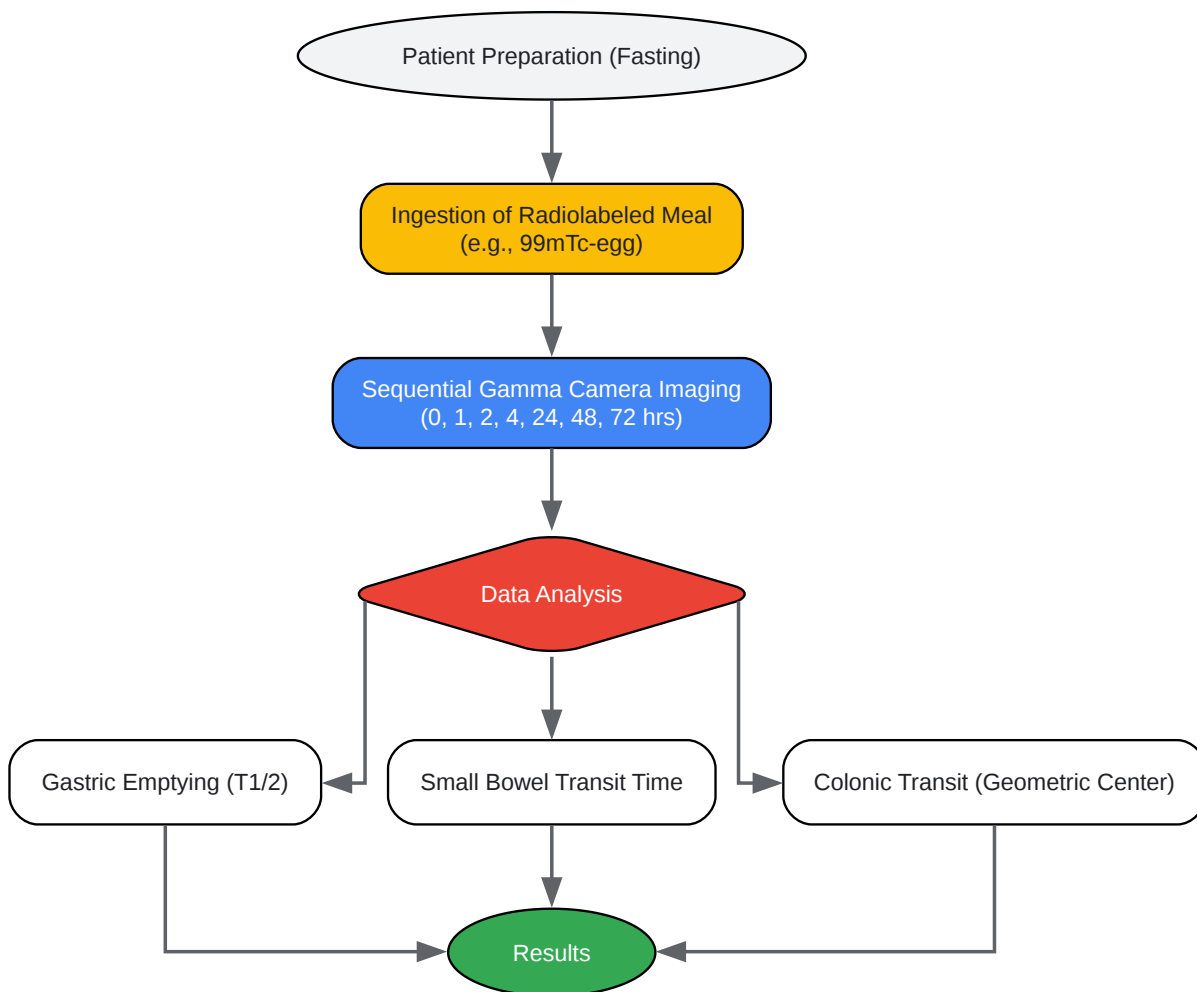 Patient Preparation (Fasting)
Ingestion of Radiolabeled Meal
(e.g., 99mTc-egg)
Sequential Gamma Camera Imaging
(0, 1, 2, 4, 24, 48, 72 hrs)
Data Analysis
Gastric Emptying (T1/2)
Small Bowel Transit Time
Colonic Transit (Geometric Center)
Results